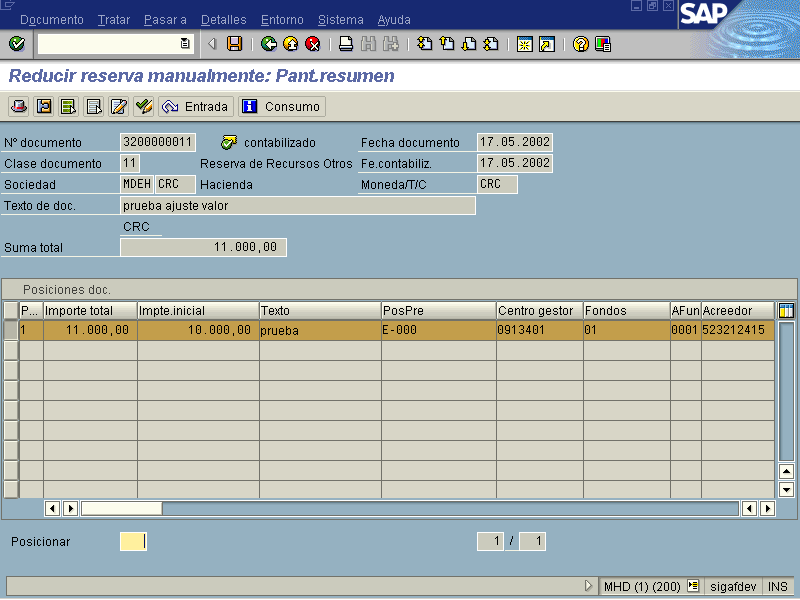 Documento Tratar Pasar a Detalles Entorno Sistema Ayuda
SAP
Reducir reserva manualmente: Pant.resumen
Entrada Consumo
Nº documento 3200000011 contabilizado Fecha documento 17.05.2002
Clase documento 11 Reserva de Recursos Otros Fe.contabiliz. 17.05.2002
Sociedad MDEH CRC Hacienda Moneda/T/C CRC
Texto de doc. prueba ajuste valor
CRC
Suma total 11.000,00
Posiciones doc.
P... Importe total Impte.inicial Texto PosPre Centro gestor Fondos AFun Acreedor
1 11.000,00 10.000,00 prueba E-000 0913401 01 0001 523212415
Posicionar 1 / 1
MHD (1) (200) sigafdev INS